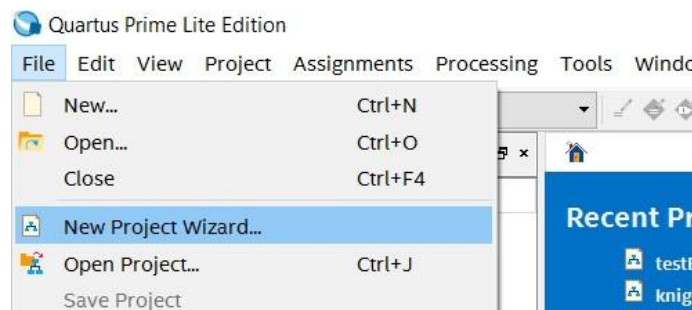 Quartus Prime Lite Edition
File Edit View Project Assignments Processing Tools
New... Ctrl+N
Open... Ctrl+O
Close Ctrl+F4
New Project Wizard...
Recent
Open Project... Ctrl+J
Save Project